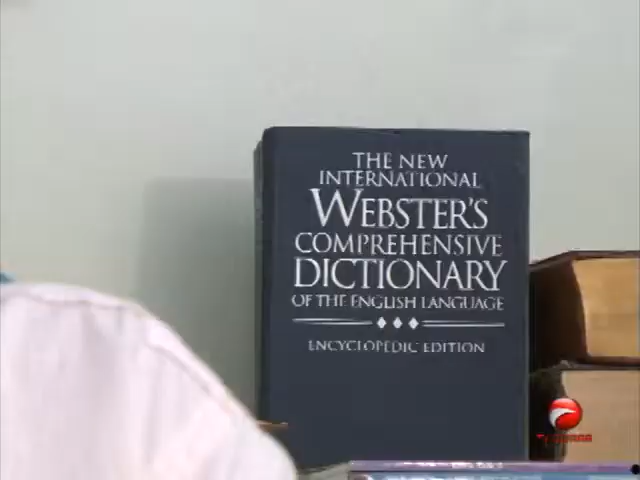 THE NEW
INTERNATIONAL
WEBSTER'S
COMPREHENSIVE
DICTIONARY
OF THE ENGLISH LANGUAGE
ENCYCLOPEDIC EDITION